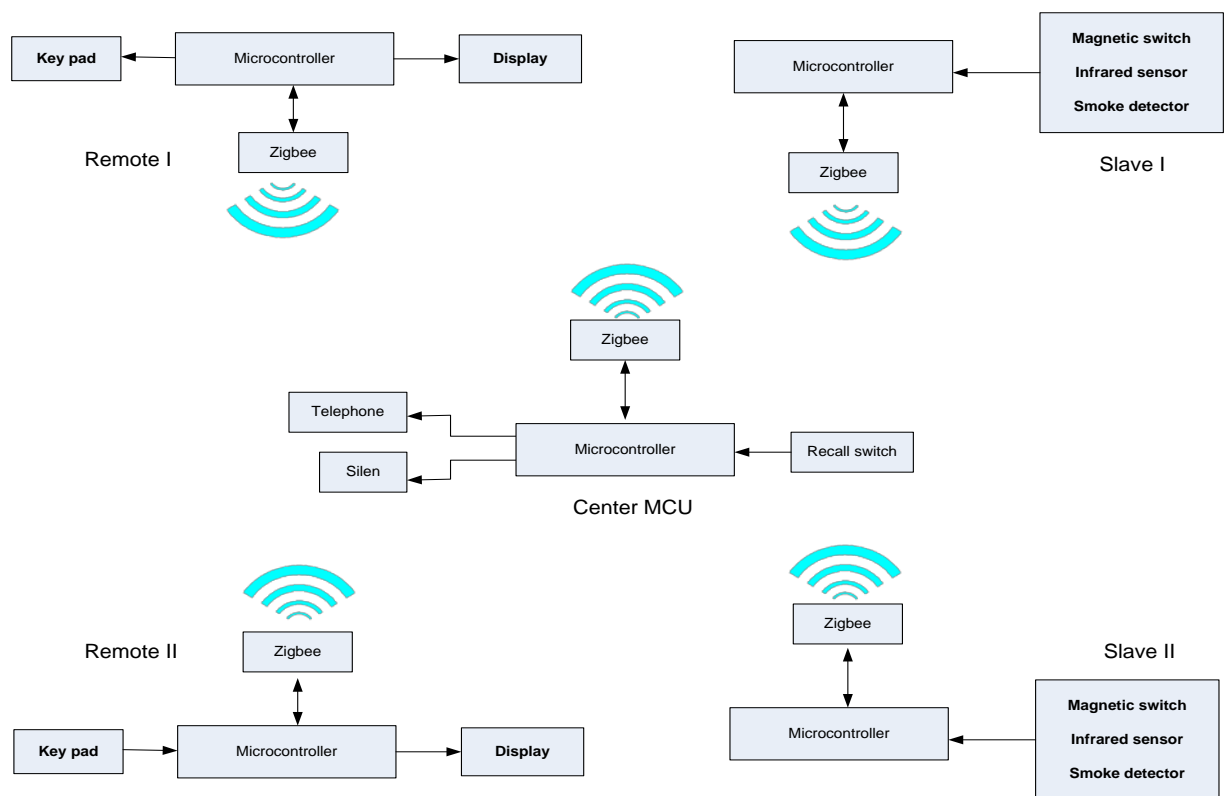 Key pad
Microcontroller
Display
Zigbee
Remote I
Microcontroller
Magnetic switch
Infrared sensor
Smoke detector
Zigbee
Slave I
Zigbee
Telephone
Silen
Microcontroller
Recall switch
Center MCU
Remote II
Zigbee
Key pad
Microcontroller
Display
Zigbee
Slave II
Microcontroller
Magnetic switch
Infrared sensor
Smoke detector